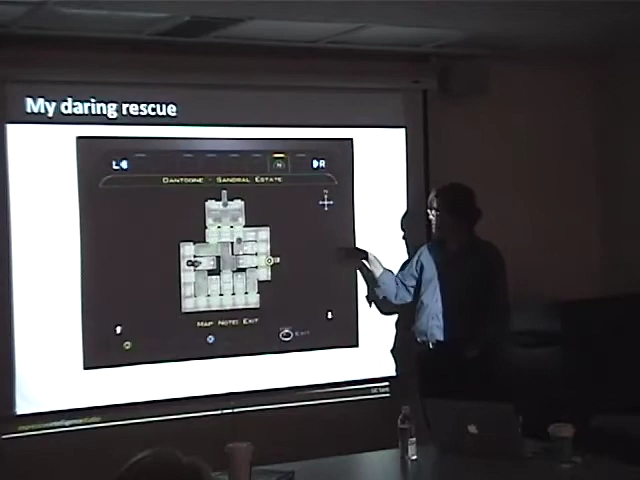 My daring rescue
L R
N
DANTOOINE - SANDRAL ESTATE
N
MAP NOTE: EXIT
EXIT